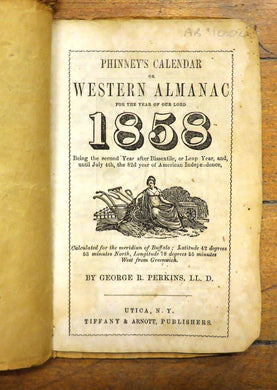 PHINNEY'S CALENDAR
OR
WESTERN ALMANAC
FOR THE YEAR OF OUR LORD
1858
Being the second Year after Bissextile, or Leap Year, and,
until July 4th, the 82d year of American Independence,
Calculated for the meridian of Buffalo; Latitude 42 degrees
53 minutes North, Longitude 78 degrees 55 minutes
West from Greenwich.
BY GEORGE R. PERKINS, LL. D.
UTICA, N. Y.
TIFFANY & ARNOTT, PUBLISHERS.